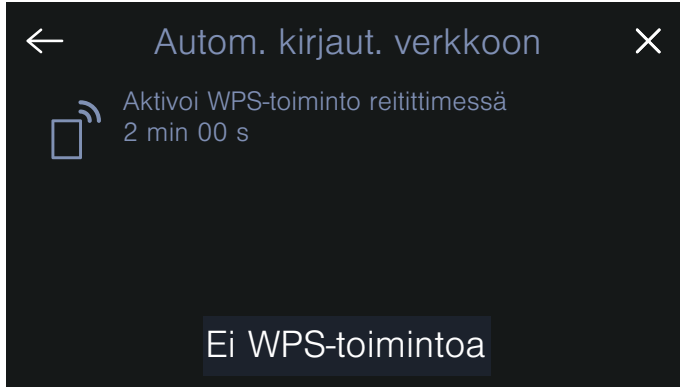 Autom. kirjaut. verkkoon
Aktivoi WPS-toiminto reitittimessä
2 min 00 s
Ei WPS-toimintoa